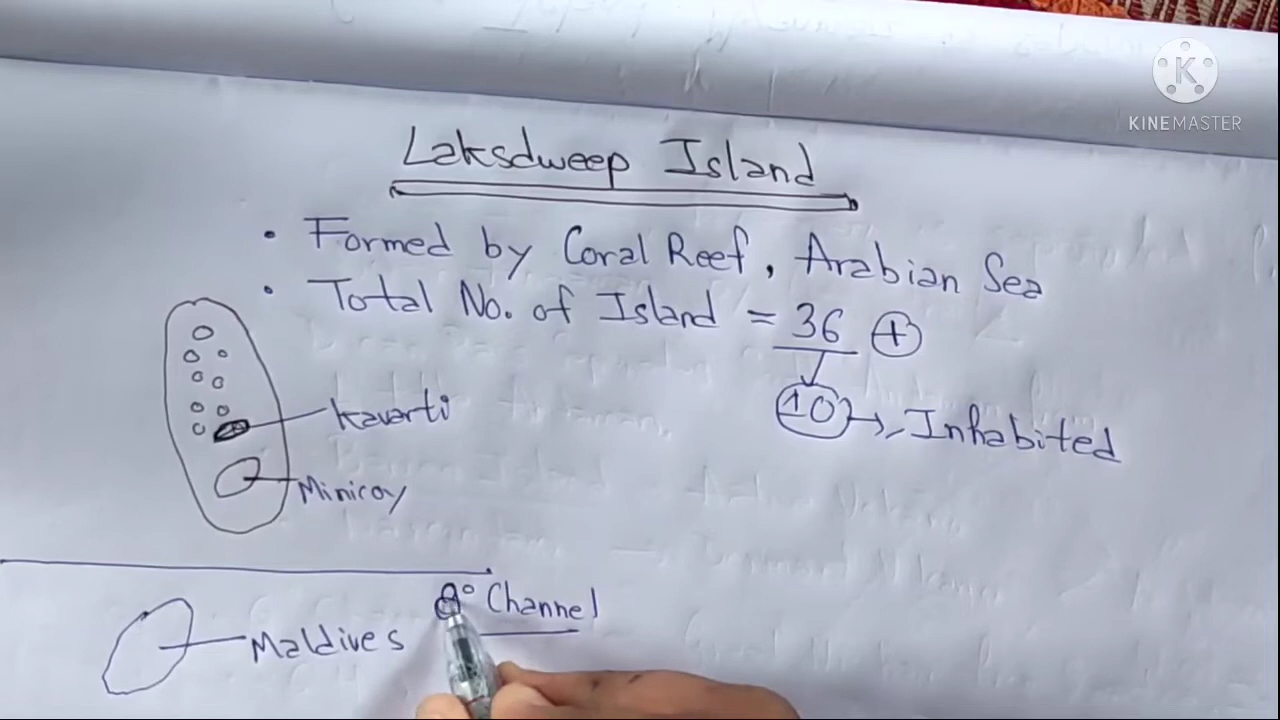 KINEMASTER
Laksdweep Island
• Formed by Coral Reef, Arabian Sea
• Total No. of Island = 36 +
10 → Inhabited
Kavarti
Minicoy
8° Channel
Maldives